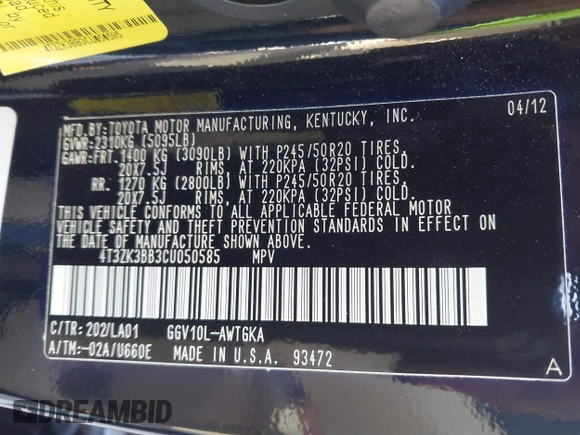 4T3ZK3BB3CU050585
04/12
MFD.BY:TOYOTA MOTOR MANUFACTURING, KENTUCKY, INC.
GVWR:2310KG (5095LB)
GAWR:FRT. 1400 KG (3090LB) WITH P245/50R20 TIRES,
20X7.5J RIMS, AT 220KPA (32PSI) COLD.
RR. 1270 KG (2800LB) WITH P245/50R20 TIRES,
20X7.5J RIMS, AT 220KPA (32PSI) COLD.
THIS VEHICLE CONFORMS TO ALL APPLICABLE FEDERAL MOTOR
VEHICLE SAFETY AND THEFT PREVENTION STANDARDS IN EFFECT ON
THE DATE OF MANUFACTURE SHOWN ABOVE.
4T3ZK3BB3CU050585 MPV
C/TR:202/LA01 GGV10L-AWTGKA
A/TM:-02A/U660E MADE IN U.S.A. 93472
A
DREAMBID